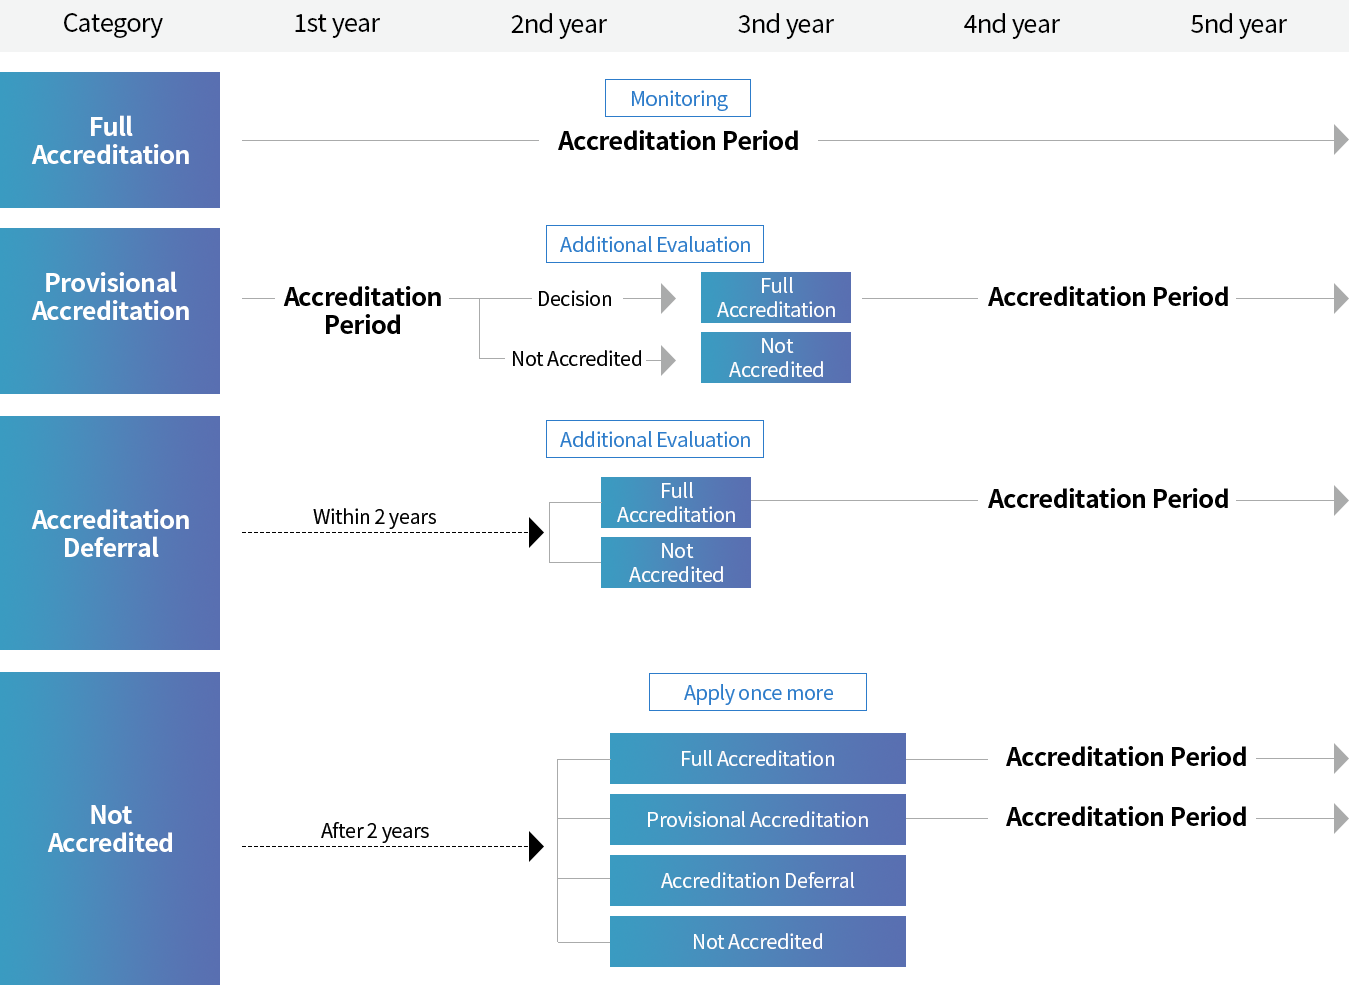 Category 1st year 2nd year 3nd year 4nd year 5nd year
Full
Accreditation
Monitoring
Accreditation Period
Provisional
Accreditation
Accreditation
Period
Additional Evaluation
Decision
Full
Accreditation
Accreditation Period
Not Accredited
Not
Accredited
Accreditation
Deferral
Within 2 years
Additional Evaluation
Full
Accreditation
Accreditation Period
Not
Accredited
Not
Accredited
After 2 years
Apply once more
Full Accreditation
Accreditation Period
Provisional Accreditation
Accreditation Period
Accreditation Deferral
Not Accredited